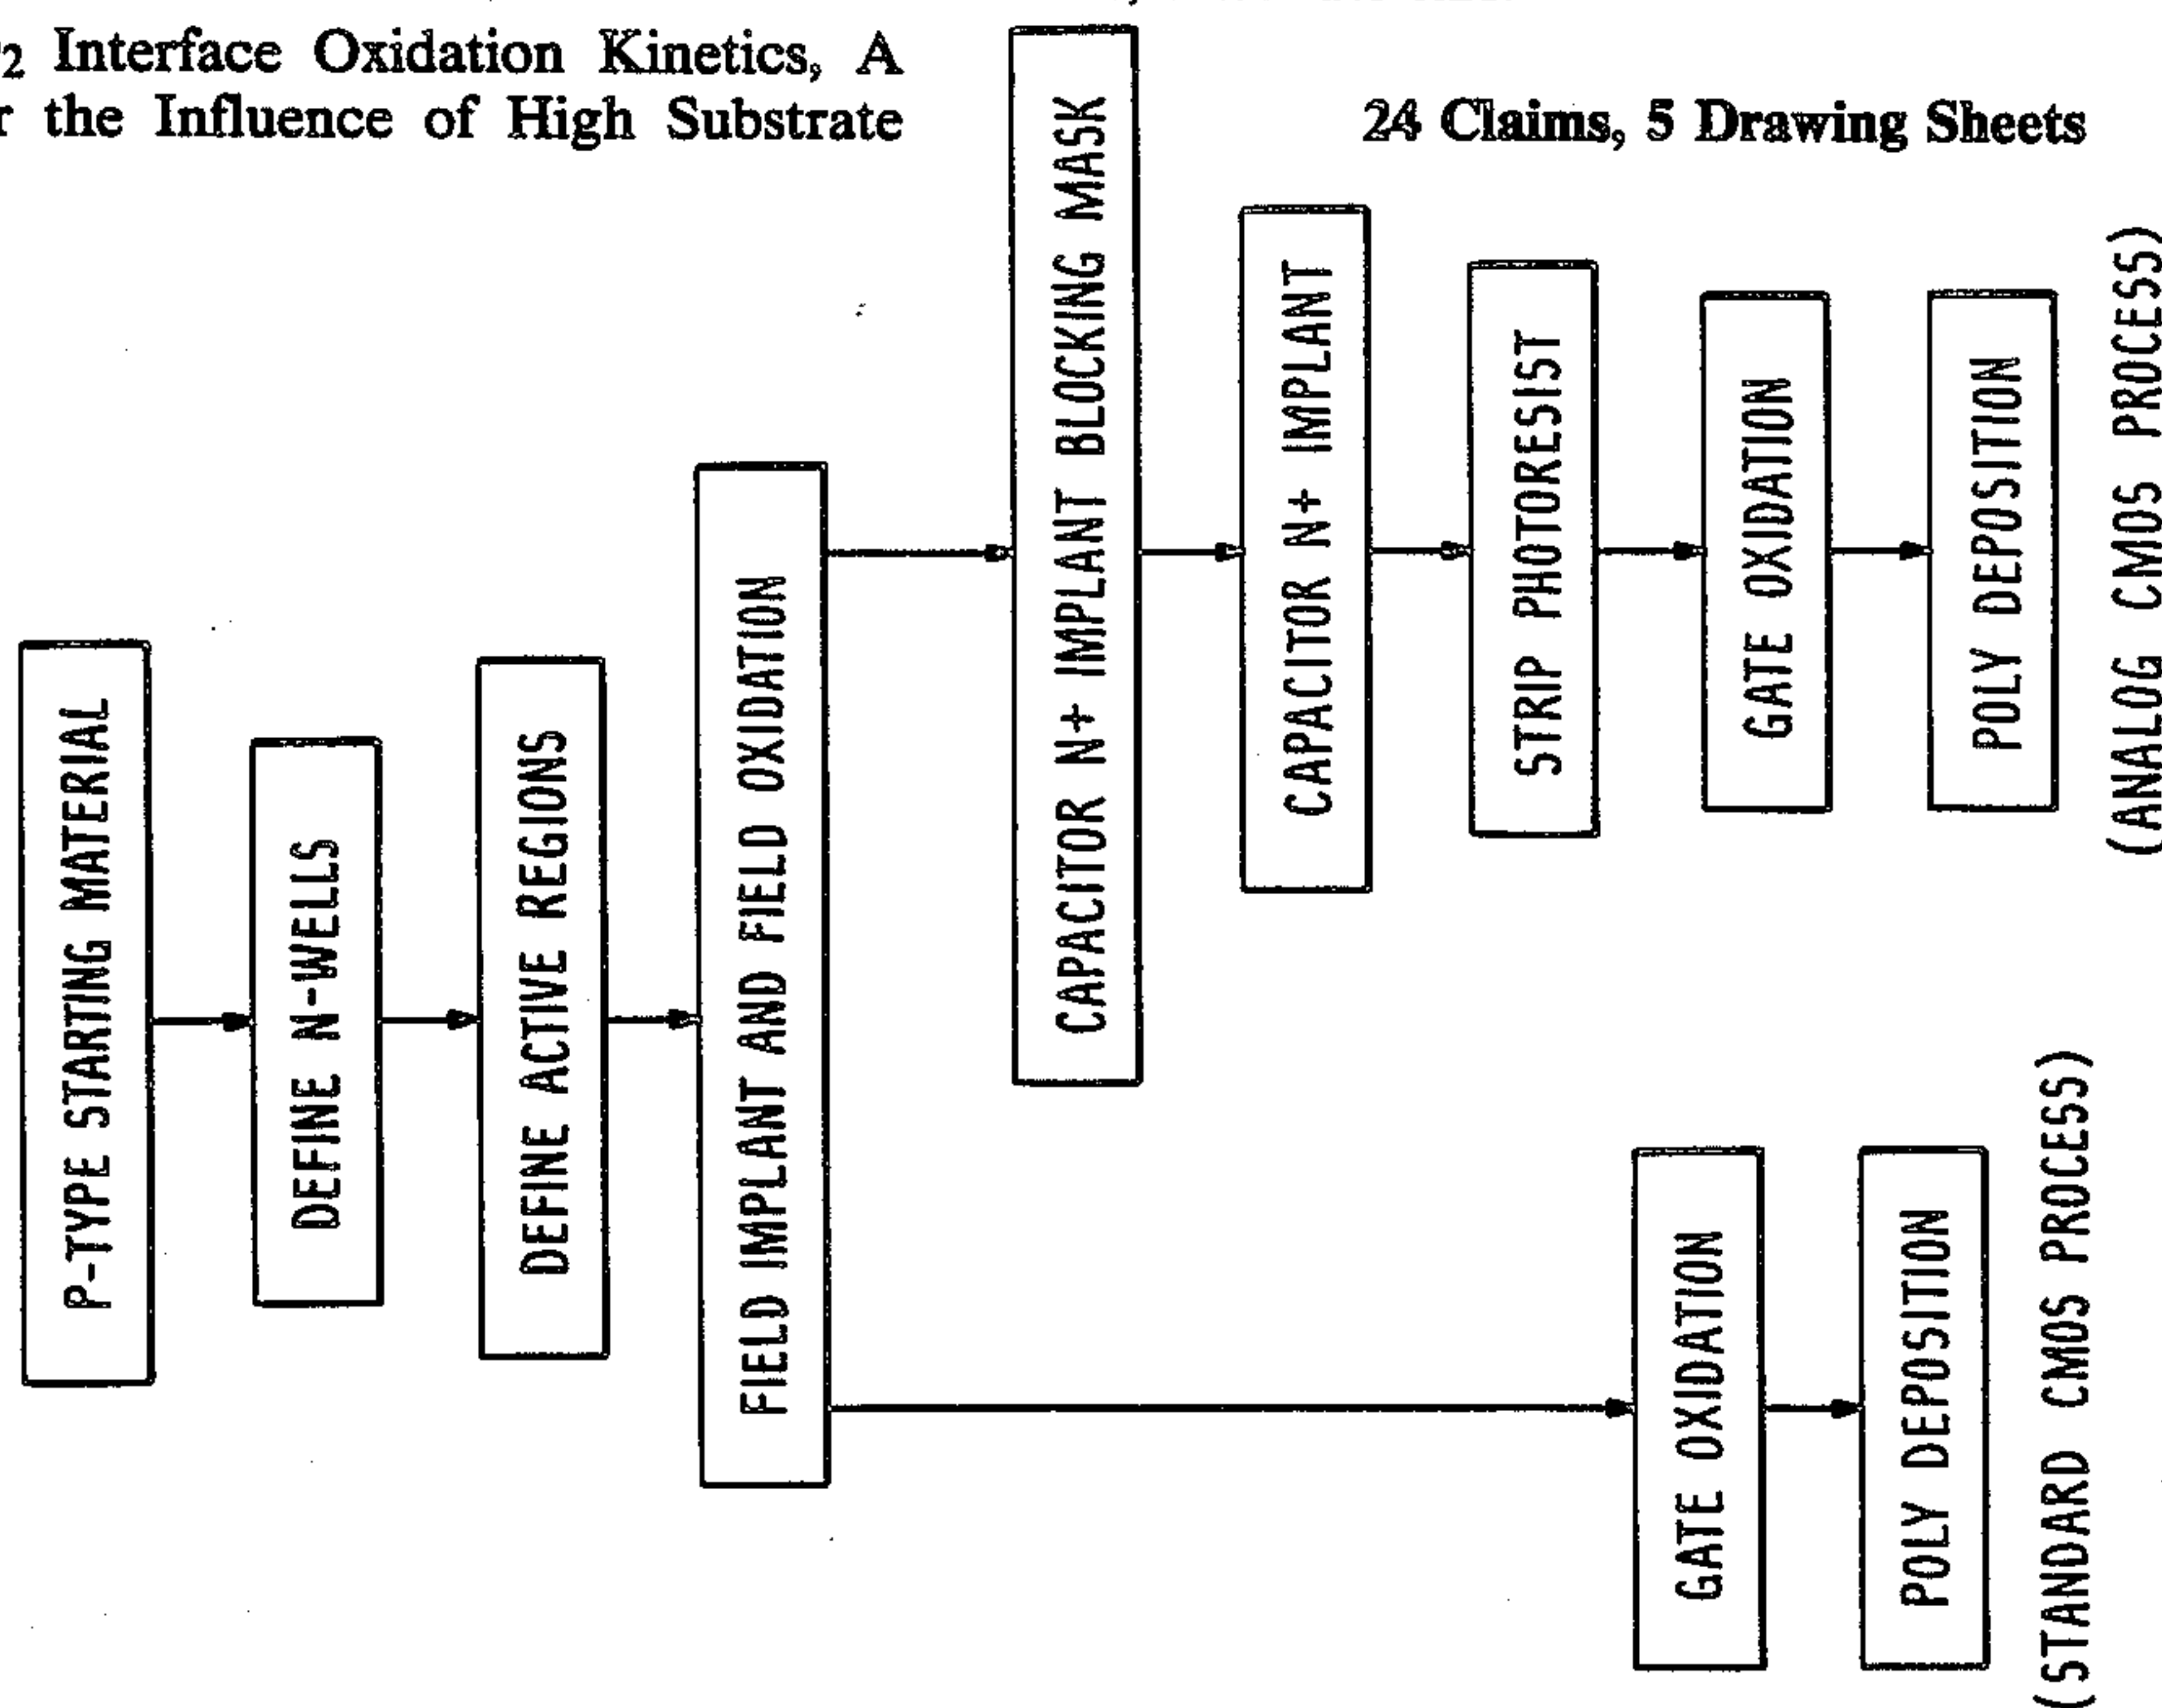 2 Interface Oxidation Kinetics, A
r the Influence of High Substrate
24 Claims, 5 Drawing Sheets
P-TYPE STARTING MATERIAL
DEFINE N-WELLS
DEFINE ACTIVE REGIONS
FIELD IMPLANT AND FIELD OXIDATION
CAPACITOR N+ IMPLANT BLOCKING MASK
CAPACITOR N+ IMPLANT
STRIP PHOTORESIST
GATE OXIDATION
POLY DEPOSITION
(ANALOG CMOS PROCESS)
GATE OXIDATION
POLY DEPOSITION
(STANDARD CMOS PROCESS)